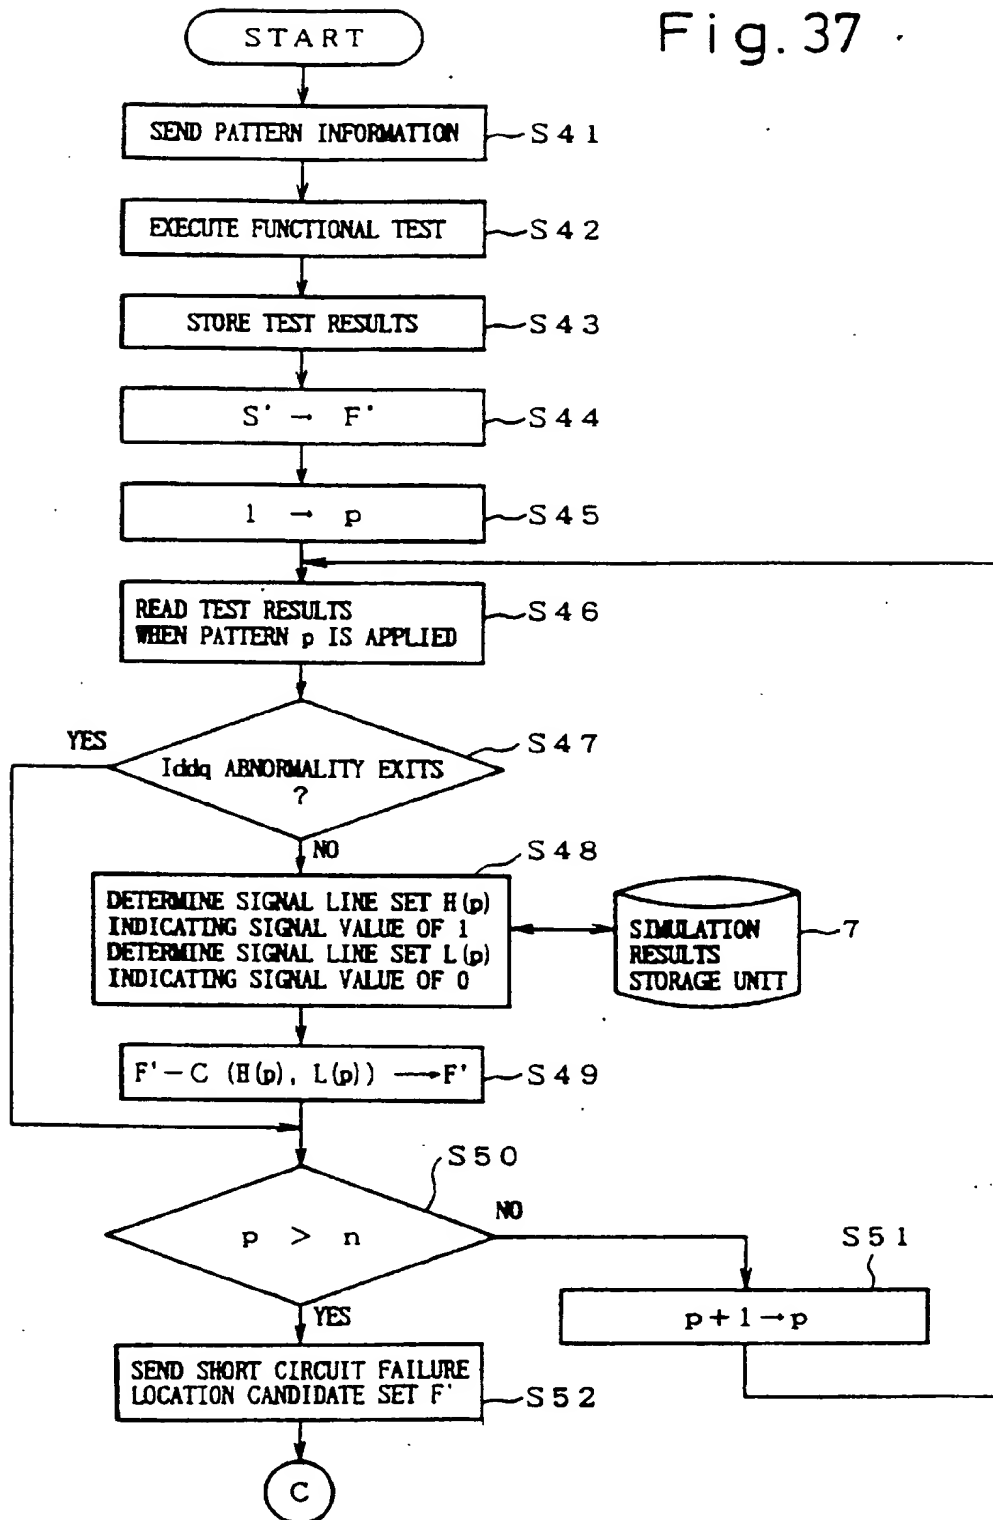 Fig. 37
START
SEND PATTERN INFORMATION
S41
EXECUTE FUNCTIONAL TEST
S42
STORE TEST RESULTS
S43
S' → F'
S44
1 → p
S45
READ TEST RESULTS
WHEN PATTERN p IS APPLIED
S46
YES
Iddq ABNORMALITY EXITS
?
S47
NO
S48
DETERMINE SIGNAL LINE SET H(p)
INDICATING SIGNAL VALUE OF 1
DETERMINE SIGNAL LINE SET L(p)
INDICATING SIGNAL VALUE OF 0
SIMULATION
RESULTS
STORAGE UNIT
7
F'-C (H(p), L(p)) → F'
S49
S50
p > n
NO
S51
p+1→p
YES
SEND SHORT CIRCUIT FAILURE
LOCATION CANDIDATE SET F'
S52
C